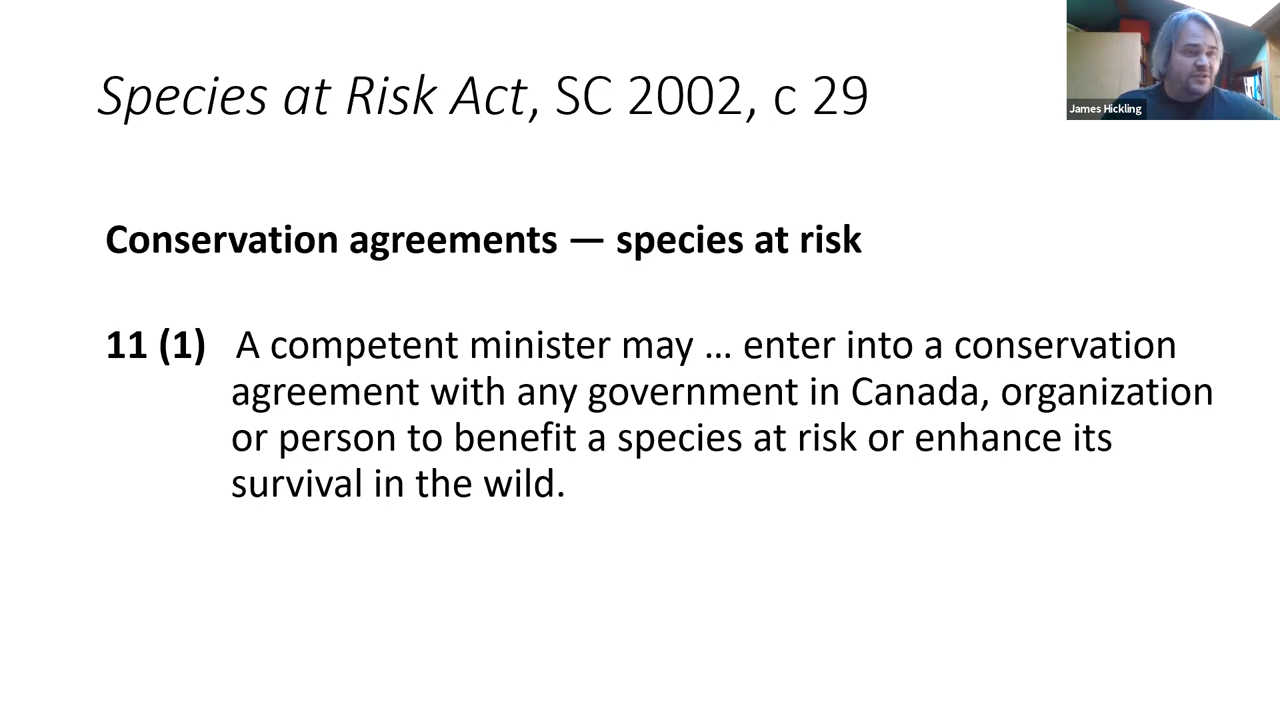 Species at Risk Act, SC 2002, c 29
James Hickling
Conservation agreements — species at risk
11 (1) A competent minister may … enter into a conservation
agreement with any government in Canada, organization
or person to benefit a species at risk or enhance its
survival in the wild.